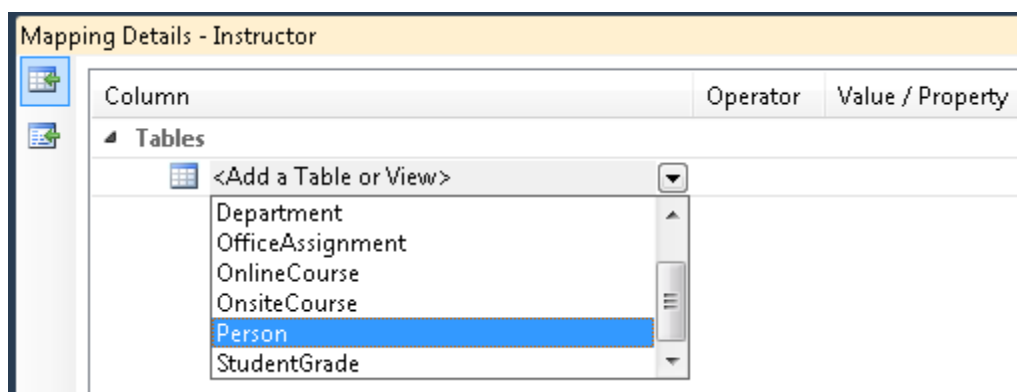 Mapping Details - Instructor
Column Operator Value / Property
Tables
<Add a Table or View>
Department
OfficeAssignment
OnlineCourse
OnsiteCourse
Person
StudentGrade